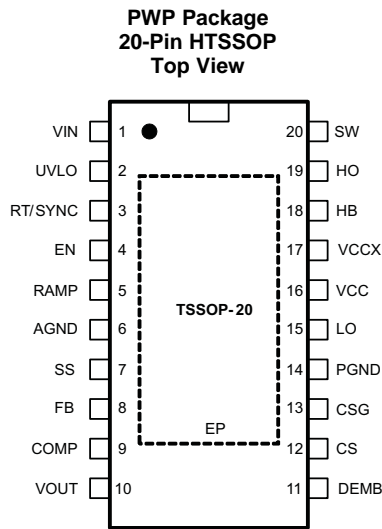 PWP Package
20-Pin HTSSOP
Top View
VIN 1 20 SW
UVLO 2 19 HO
RT/SYNC 3 18 HB
EN 4 17 VCCX
RAMP 5 16 VCC
TSSOP-20
AGND 6 15 LO
SS 7 14 PGND
FB 8 13 CSG
EP
COMP 9 12 CS
VOUT 10 11 DEMB